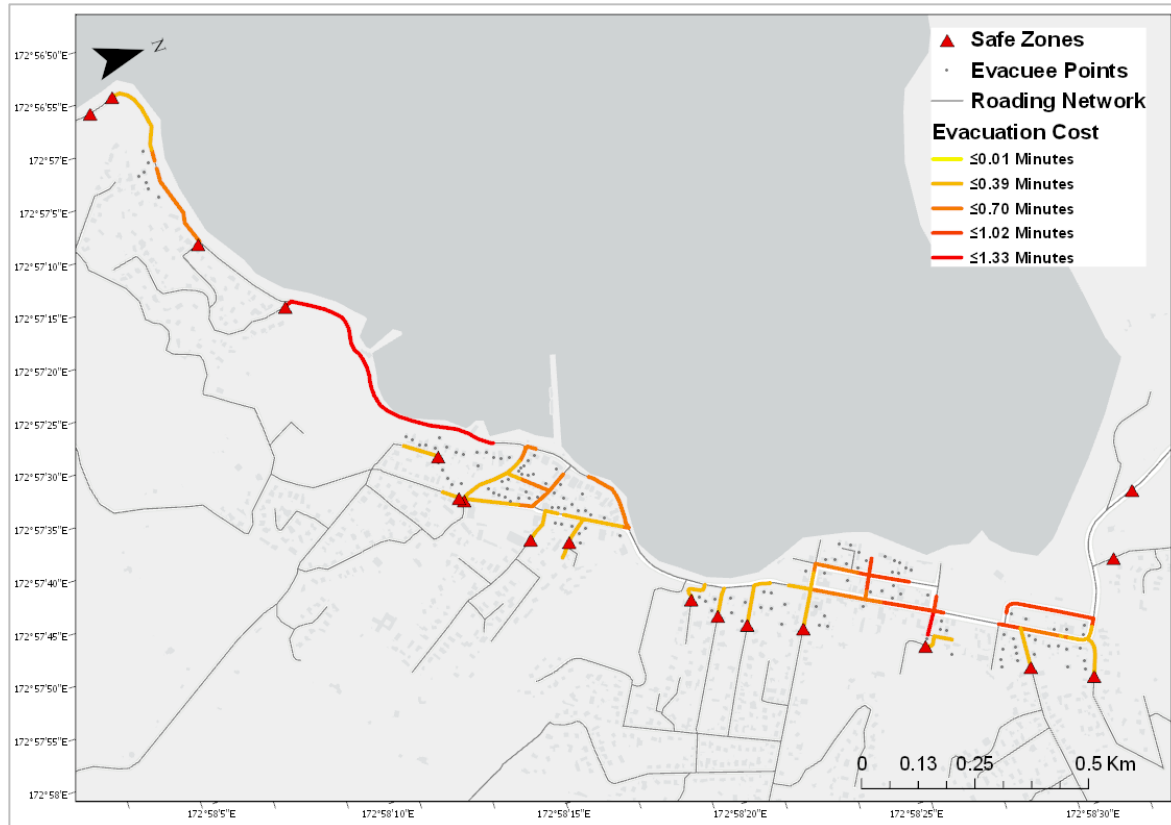 172°56'50"E
172°56'55"E
172°57'E
172°57'5"E
172°57'10"E
172°57'15"E
172°57'20"E
172°57'25"E
172°57'30"E
172°57'35"E
172°57'40"E
172°57'45"E
172°57'50"E
172°57'55"E
172°58'E
N
Safe Zones
Evacuee Points
Roading Network
Evacuation Cost
≤0.01 Minutes
≤0.39 Minutes
≤0.70 Minutes
≤1.02 Minutes
≤1.33 Minutes
0 0.13 0.25 0.5 Km
172°58'5"E 172°58'10"E 172°58'15"E 172°58'20"E 172°58'25"E 172°58'30"E